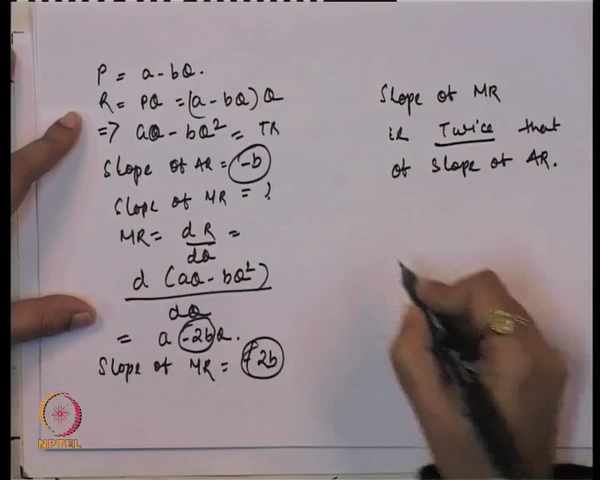 P = a - bQ.
R = PQ = (a - bQ) Q
=> aQ - bQ² = TR
Slope of AR = -b
Slope of MR = ?
MR = dR/dQ =
d (aQ - bQ²)
dQ
= a - 2bQ.
Slope of MR = -2b
Slope of MR
is Twice that
of Slope of AR.
NPTEL